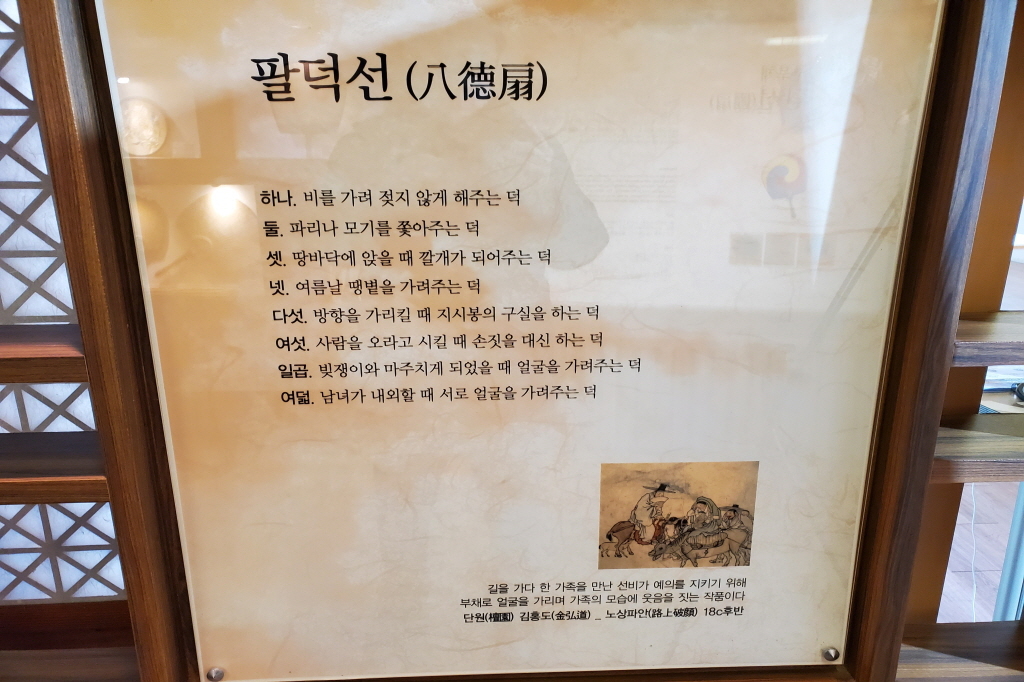 팔덕선 (八德扇)
하나. 비를 가려 젖지 않게 해주는 덕
둘. 파리나 모기를 쫓아주는 덕
셋. 땅바닥에 앉을 때 깔개가 되어주는 덕
넷. 여름날 땡볕을 가려주는 덕
다섯. 방향을 가리킬 때 지시봉의 구실을 하는 덕
여섯. 사람을 오라고 시킬 때 손짓을 대신 하는 덕
일곱. 빚쟁이와 마주치게 되었을 때 얼굴을 가려주는 덕
여덟. 남녀가 내외할 때 서로 얼굴을 가려주는 덕
길을 가다 한 가족을 만난 선비가 예의를 지키기 위해
부채로 얼굴을 가리며 가족의 모습에 웃음을 짓는 작품이다
단원(檀園) 김홍도(金弘道) _ 노상파안(路上破顔) 18c후반